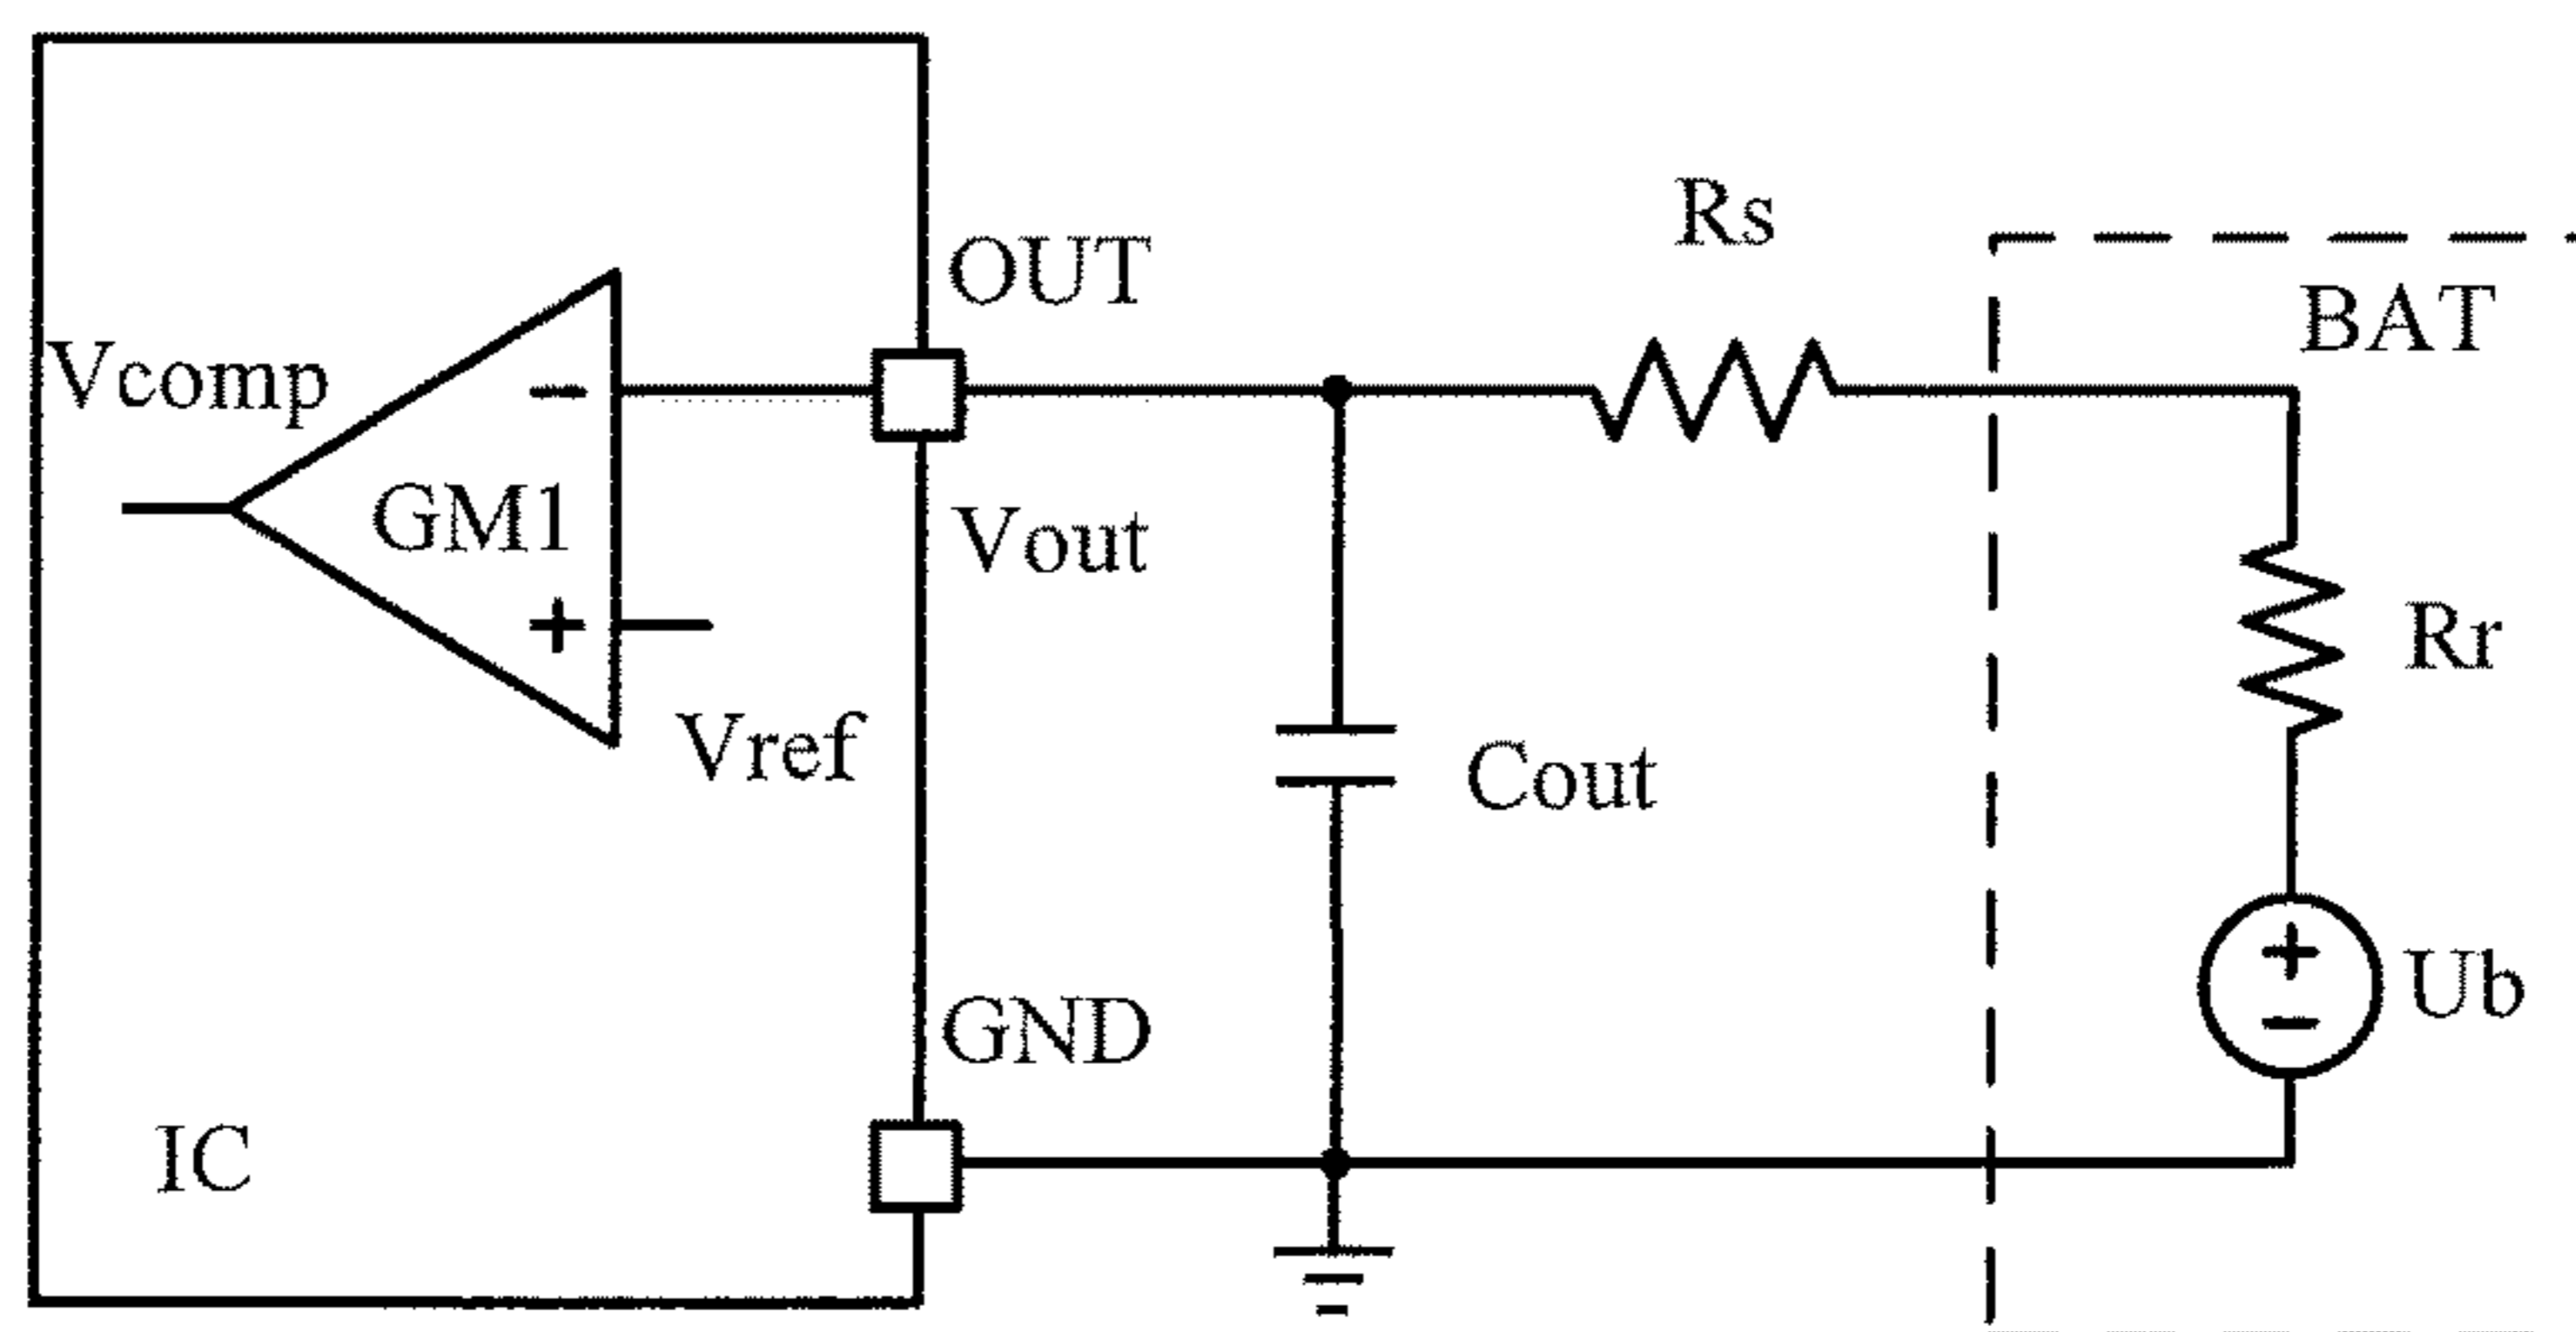 Rs
OUT
BAT
Vcomp
−
GM1
Vout
+
Rr
Vref
Cout
+
Ub
−
GND
IC